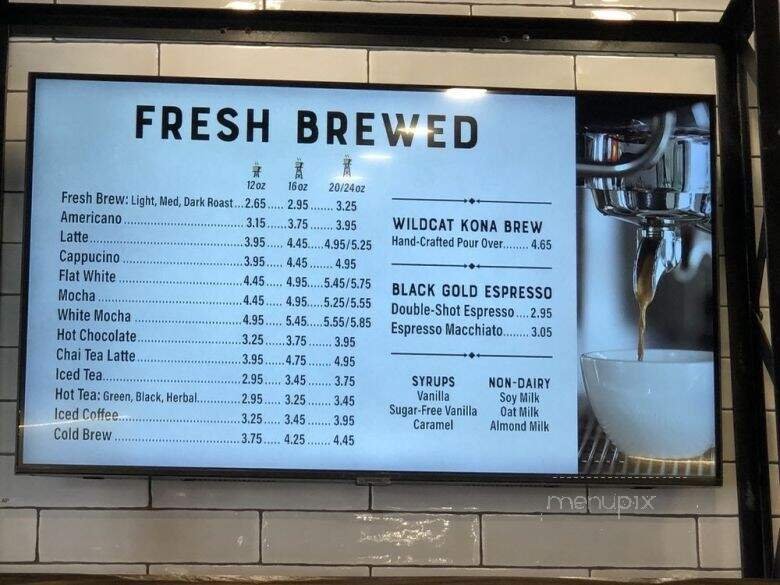 FRESH BREWED
12oz 16oz 20/24oz
Fresh Brew: Light, Med, Dark Roast...2.65.....2.95.......3.25
Americano.....3.15....3.75.......3.95
Latte.....3.95.....4.45....4.95/5.25
Cappucino.....3.95.....4.45.......4.95
Flat White.....4.45.....4.95....5.45/5.75
Mocha.....4.45.....4.95....5.25/5.55
White Mocha.....4.95.....5.45....5.55/5.85
Hot Chocolate.....3.25.....3.75.......3.95
Chai Tea Latte.....3.95.....4.75.......4.95
Iced Tea.....2.95.....3.45.......3.75
Hot Tea: Green, Black, Herbal.....2.95.....3.25.......3.45
Iced Coffee.....3.25.....3.45.......3.95
Cold Brew.....3.75.....4.25.......4.45
WILDCAT KONA BREW
Hand-Crafted Pour Over.......4.65
BLACK GOLD ESPRESSO
Double-Shot Espresso....2.95
Espresso Macchiato......3.05
SYRUPS
Vanilla
Sugar-Free Vanilla
Caramel
NON-DAIRY
Soy Milk
Oat Milk
Almond Milk
menupix